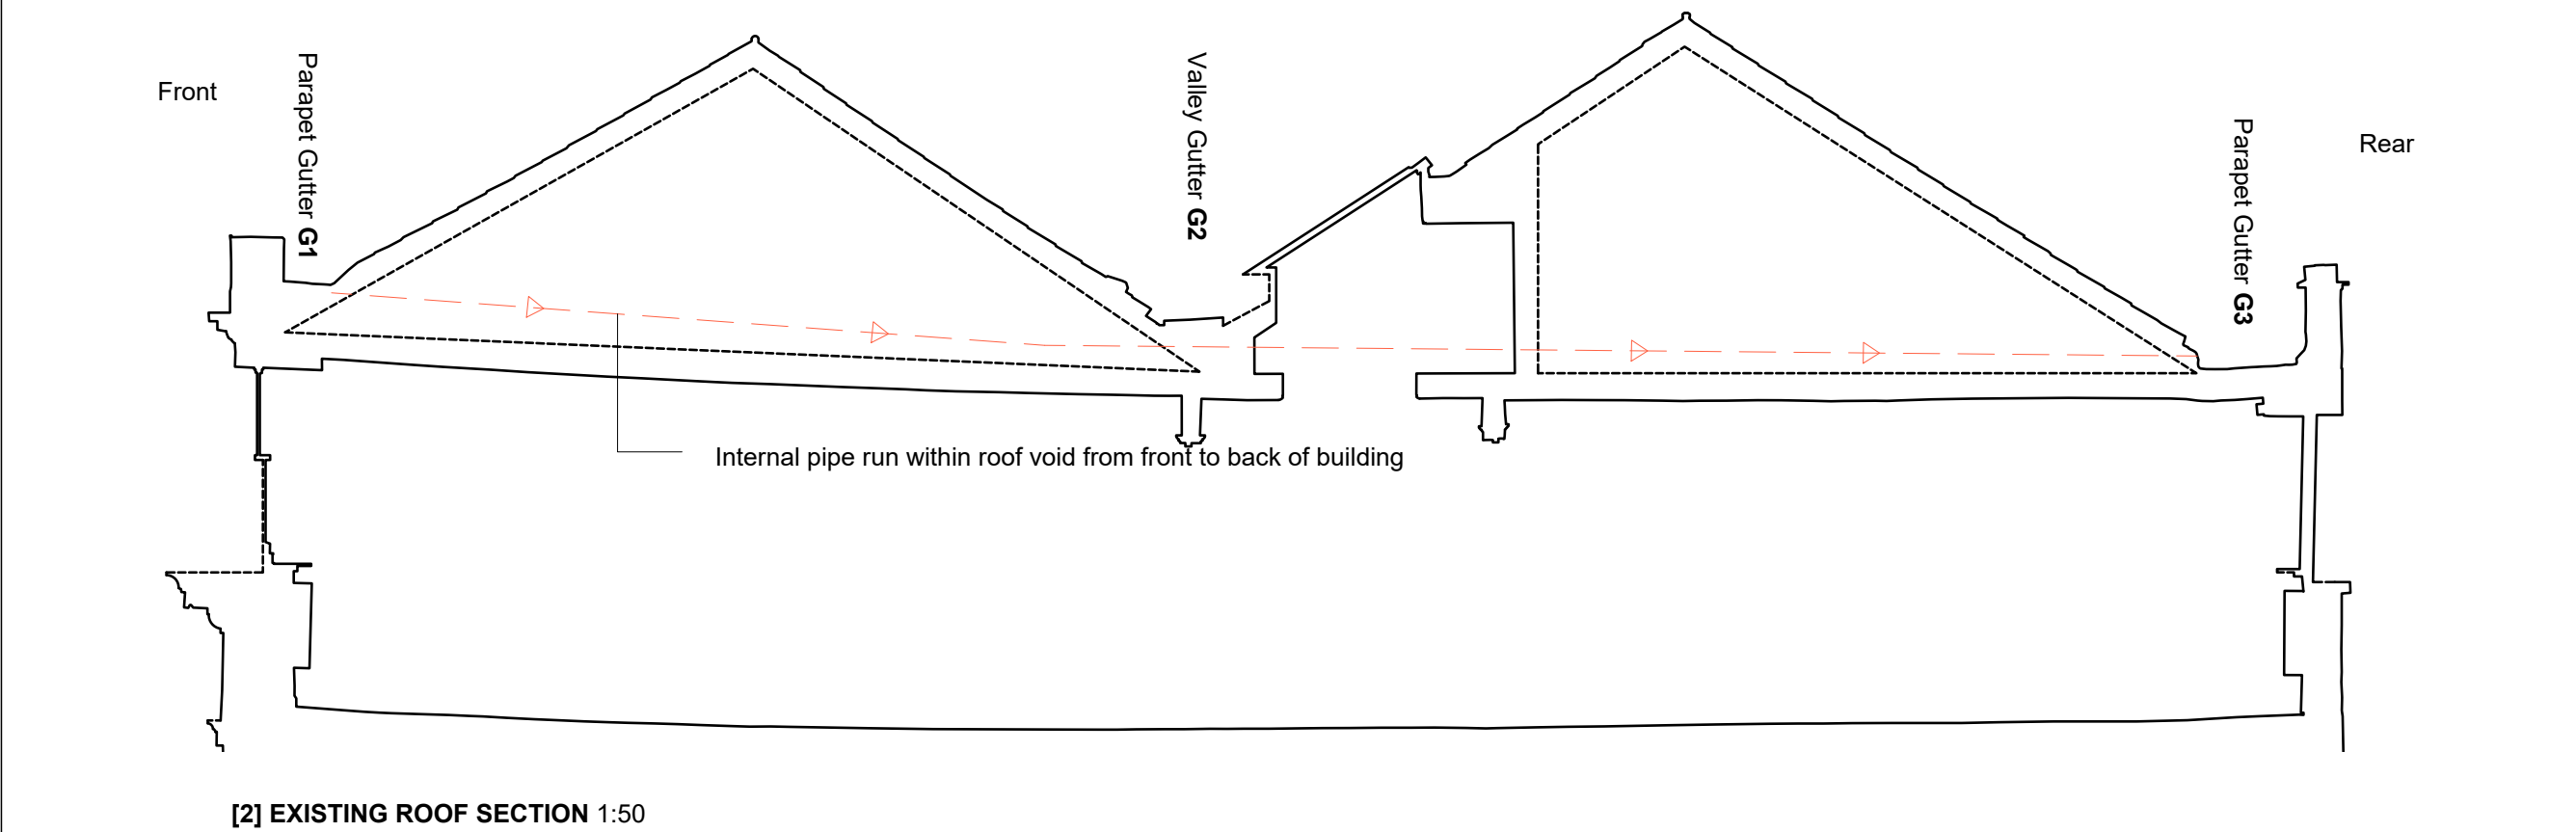 Front
Parapet Gutter G1
Valley Gutter G2
Parapet Gutter G3
Rear
Internal pipe run within roof void from front to back of building
[2] EXISTING ROOF SECTION 1:50